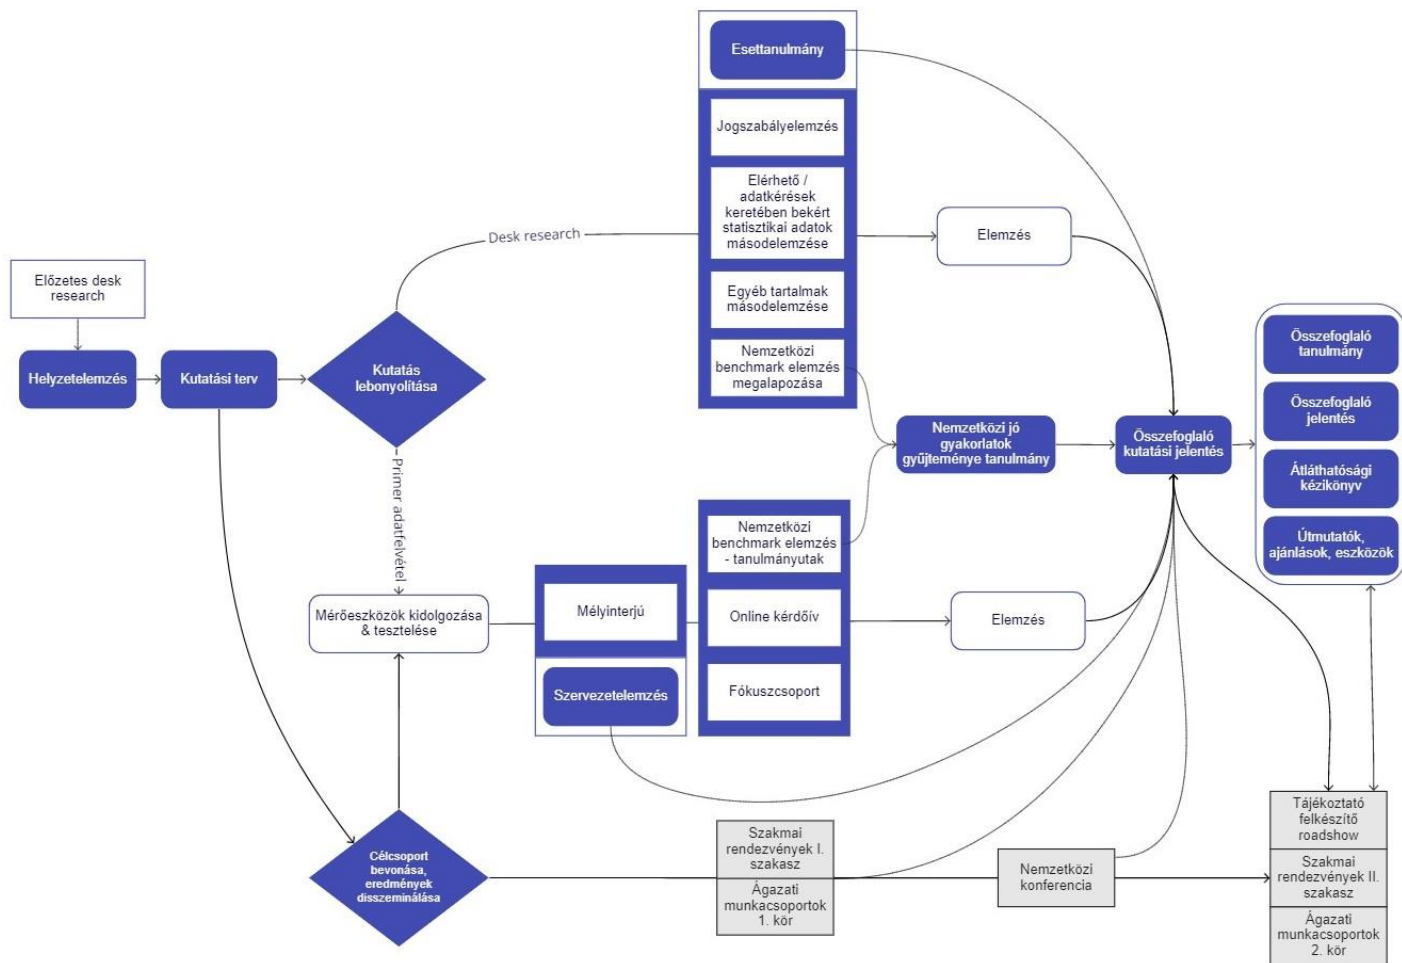 Esettanulmány
Jogszabályelemzés
Elérhető /
adatkérések
keretében bekért
statisztikai adatok
másodelemzése
Egyéb tartalmak
másodelemzése
Nemzetközi
benchmark elemzés
megalapozása
Desk research
Elemzés
Előzetes desk
research
Helyzetelemzés
Kutatási terv
Kutatás
lebonyolítása
Primer adatfelvétel
Nemzetközi jó
gyakorlatok
gyűjteménye tanulmány
Összefoglaló
kutatási jelentés
Összefoglaló
tanulmány
Összefoglaló
jelentés
Átláthatósági
kézikönyv
Útmutatók,
ajánlások, eszközök
Mérőeszközök kidolgozása
& tesztelése
Mélyinterjú
Szervezetelemzés
Nemzetközi
benchmark elemzés
- tanulmányutak
Online kérdőív
Fókuszcsoport
Elemzés
Célcsoport
bevonása,
eredmények
disszeminálása
Szakmai
rendezvények I.
szakasz
Ágazati
munkacsoportok
1. kör
Nemzetközi
konferencia
Tájékoztató
felkészítő
roadshow
Szakmai
rendezvények II.
szakasz
Ágazati
munkacsoportok
2. kör